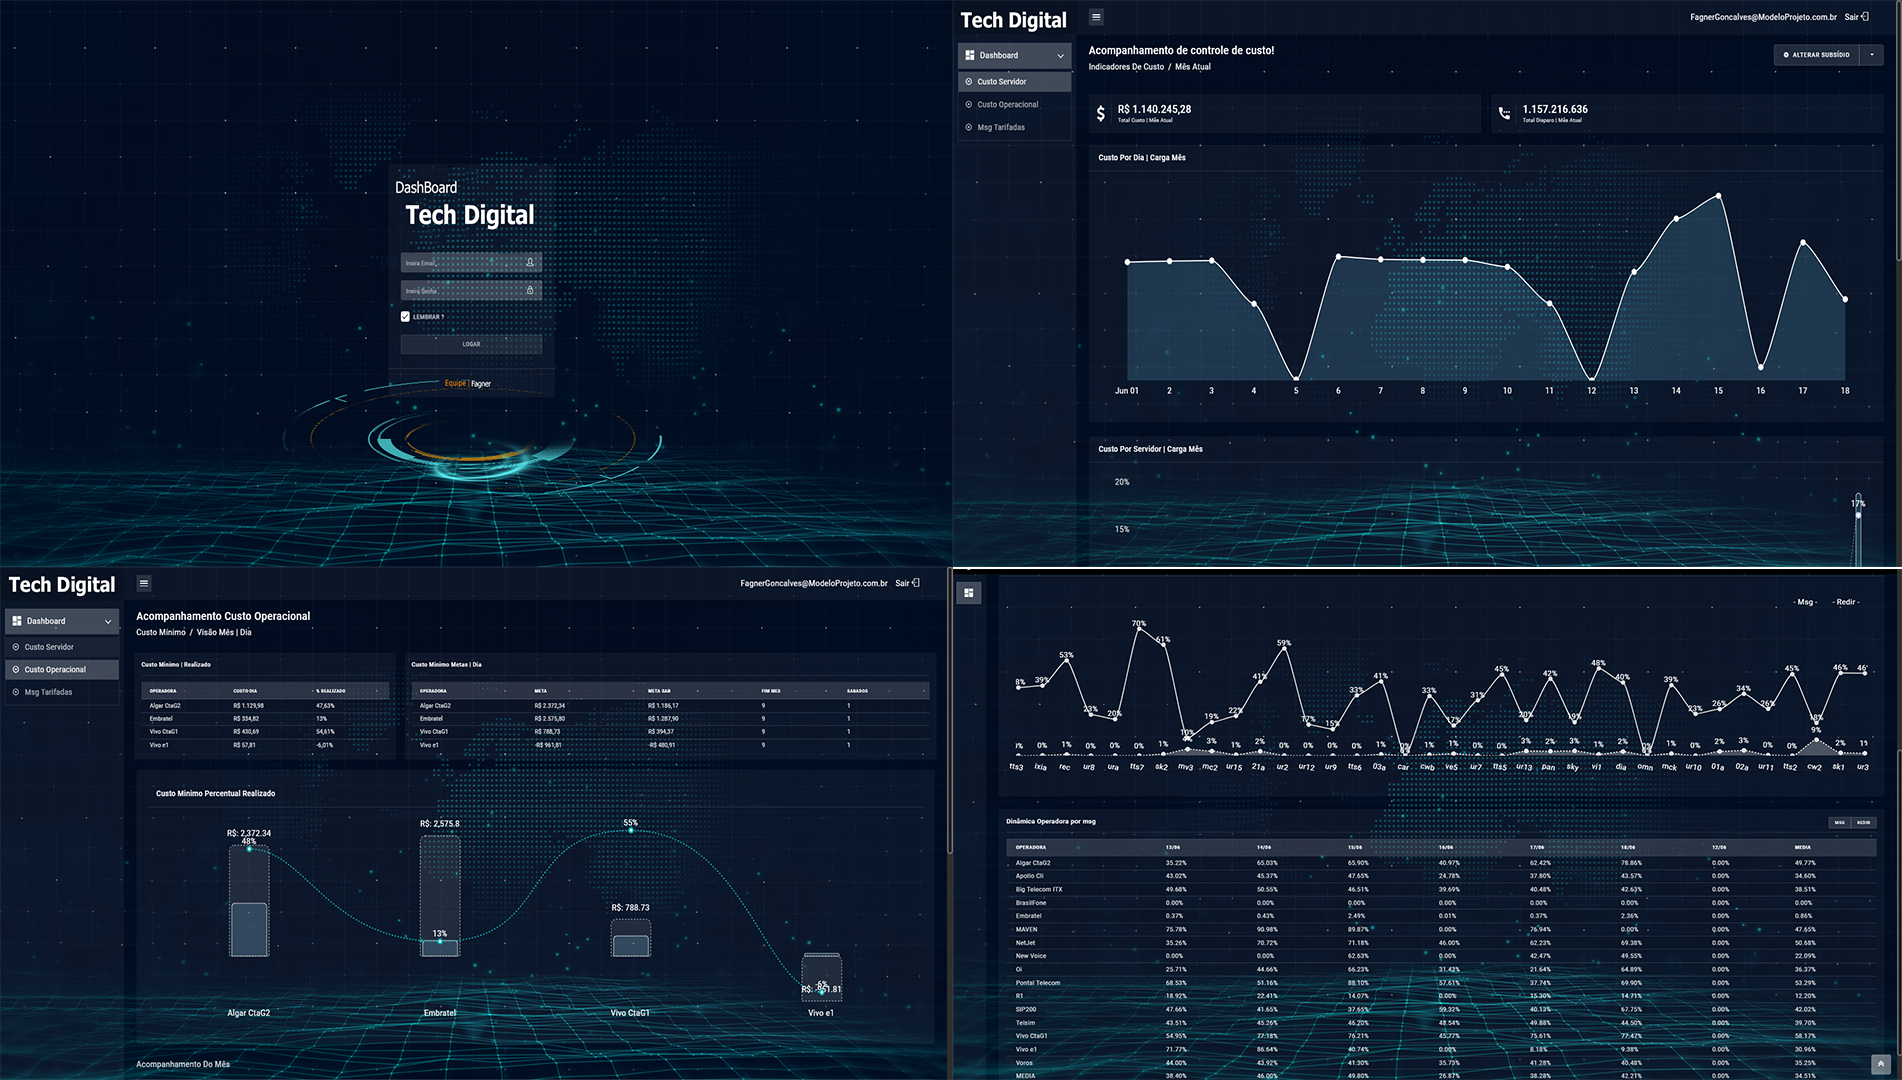 DashBoard
Tech Digital
Insira Email
Insira Senha
LEMBRAR ?
LOGAR
Equipe | Fagner
Tech Digital
FagnerGoncalves@ModeloProjeto.com.br Sair
Dashboard
Custo Servidor
Custo Operacional
Msg Tarifadas
Acompanhamento de controle de custo!
Indicadores De Custo / Mês Atual
ALTERAR SUBSÍDIO
R$ 1.140.245,28
Total Custo | Mês Atual
1.157.216.636
Total Disparo | Mês Atual
Custo Por Dia | Carga Mês
Jun 01 2 3 4 5 6 7 8 9 10 11 12 13 14 15 16 17 18
Custo Por Servidor | Carga Mês
20%
17%
15%
Tech Digital
FagnerGoncalves@ModeloProjeto.com.br Sair
Dashboard
Custo Servidor
Custo Operacional
Msg Tarifadas
Acompanhamento Custo Operacional
Custo Mínimo / Visão Mês | Dia
Custo Minimo | Realizado
OPERADORA CUSTO-DIA % REALIZADO
Algar CtaG2 R$ 1.129,98 47,63%
Embratel R$ 334,82 13%
Vivo CtaG1 R$ 430,69 54,61%
Vivo e1 R$ 57,81 -6,01%
Custo Minimo Metas | Dia
OPERADORA META META SAB FIM MES SABADOS
Algar CtaG2 R$ 2.372,34 R$ 1.186,17 9 1
Embratel R$ 2.575,80 R$ 1.287,90 9 1
Vivo CtaG1 R$ 788,73 R$ 394,37 9 1
Vivo e1 -R$ 961,81 -R$ 480,91 9 1
Custo Minimo Percentual Realizado
R$: 2,372.34
48%
R$: 2,575.8
13%
55%
R$: 788.73
Algar CtaG2 Embratel Vivo CtaG1 Vivo e1
Acompanhamento Do Mês
- Msg - - Redir -
8% 39% 53% 23% 20% 70% 61% 10% 19% 22% 41% 59% 17% 15% 33% 41% 33% 17% 31% 45% 20% 42% 19% 48% 40% 39% 23% 26% 34% 26% 45% 18% 46% 46
0% 1% 0% 0% 0% 1% 3% 1% 2% 0% 0% 0% 0% 1% 1% 1% 0% 0% 3% 3% 1% 2% 1% 0% 2% 3% 0% 0% 9% 2%
tts3 ixia rec ur8 ura tts7 sk2 mv3 mc2 ur15 21a ur2 ur12 ur9 tts6 03a car cwb ve5 ur7 tts5 ur13 pan sky vi1 dia omn mck ur10 01a 02a ur11 tts2 cw2 sk1 ur3
Dinâmica Operadora por msg
MSG REDIR
OPERADORA 13/06 14/06 15/06 16/06 17/06 18/06 12/06 MEDIA
Algar CtaG2 35.22% 65.03% 65.90% 40.97% 62.42% 78.86% 0.00% 49.77%
Apollo Cli 43.02% 45.37% 47.65% 24.78% 37.80% 43.57% 0.00% 34.60%
Big Telecom ITX 49.68% 50.55% 46.51% 39.69% 40.48% 42.63% 0.00% 38.51%
BrasilFone 0.00% 0.00% 0.00% 0.00% 0.00% 0.00% 0.00% 0.00%
Embratel 0.37% 0.43% 2.49% 0.01% 0.37% 2.36% 0.00% 0.86%
MAVEN 75.78% 90.98% 89.87% 0.00% 76.94% 0.00% 0.00% 47.65%
NetJet 35.26% 70.72% 71.18% 46.00% 62.23% 69.38% 0.00% 50.68%
New Voice 0.00% 0.00% 62.63% 0.00% 42.47% 49.55% 0.00% 22.09%
Oi 25.71% 44.66% 66.23% 31.43% 21.64% 64.89% 0.00% 36.37%
Pontal Telecom 68.53% 51.16% 88.10% 57.61% 37.74% 69.90% 0.00% 53.29%
R1 18.92% 22.41% 14.07% 0.00% 15.30% 14.71% 0.00% 12.20%
SIP200 47.66% 41.65% 37.65% 59.32% 40.13% 67.75% 0.00% 42.02%
Telsim 43.51% 45.26% 46.20% 48.54% 49.88% 44.50% 0.00% 39.70%
Vivo CtaG1 54.95% 77.18% 76.21% 45.77% 75.61% 77.42% 0.00% 58.17%
Vivo e1 71.77% 86.64% 40.74% 0.00% 8.18% 9.38% 0.00% 30.96%
Voros 44.00% 43.92% 41.30% 35.73% 41.28% 40.48% 0.00% 35.25%
MEDIA 38.40% 46.00% 49.80% 26.87% 38.28% 42.21% 0.00% 34.51%